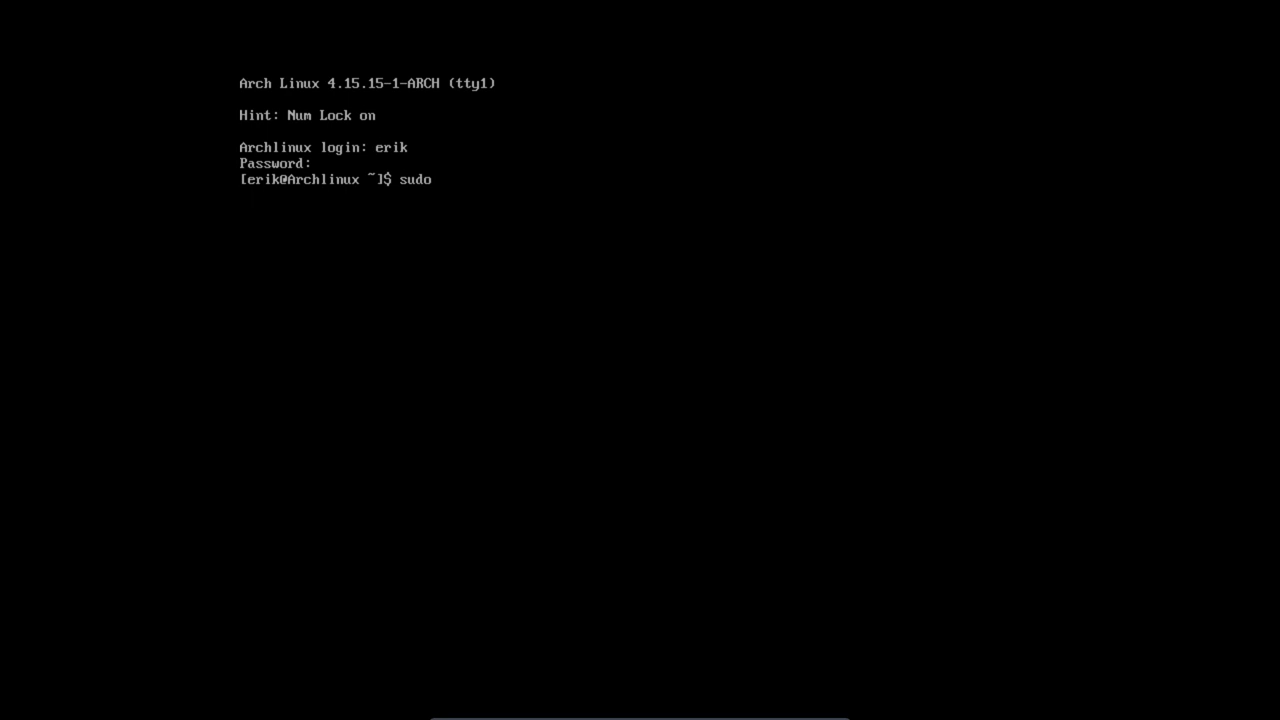 Arch Linux 4.15.15-1-ARCH (tty1)
Hint: Num Lock on
Archlinux login: erik
Password:
[erik@Archlinux ~]$ sudo